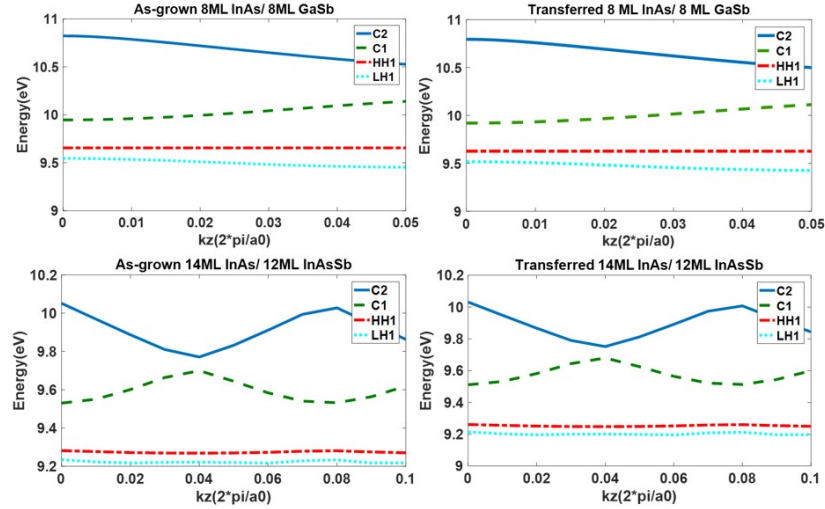 As-grown 8ML InAs/ 8ML GaSb
11
10.5
10
9.5
9
Energy(eV)
C2
C1
HH1
LH1
0 0.01 0.02 0.03 0.04 0.05
kz(2*pi/a0)
Transferred 8 ML InAs/ 8 ML GaSb
11
10.5
10
9.5
9
Energy(eV)
C2
C1
HH1
LH1
0 0.01 0.02 0.03 0.04 0.05
kz(2*pi/a0)
As-grown 14ML InAs/ 12ML InAsSb
10.2
10
9.8
9.6
9.4
9.2
Energy(eV)
C2
C1
HH1
LH1
0 0.02 0.04 0.06 0.08 0.1
kz(2*pi/a0)
Transferred 14ML InAs/ 12ML InAsSb
10.2
10
9.8
9.6
9.4
9.2
9
Energy(eV)
C2
C1
HH1
LH1
0 0.02 0.04 0.06 0.08 0.1
kz(2*pi/a0)